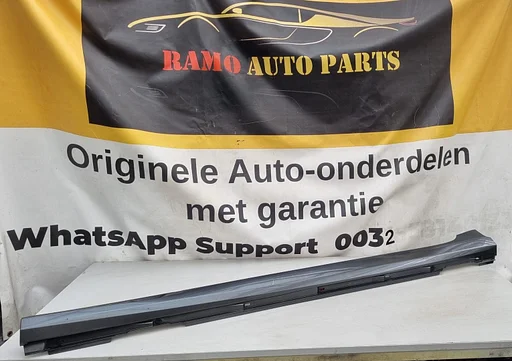 RAMO AUTO PARTS
Originele Auto-onderdelen
met garantie
WhatsApp Support 0032